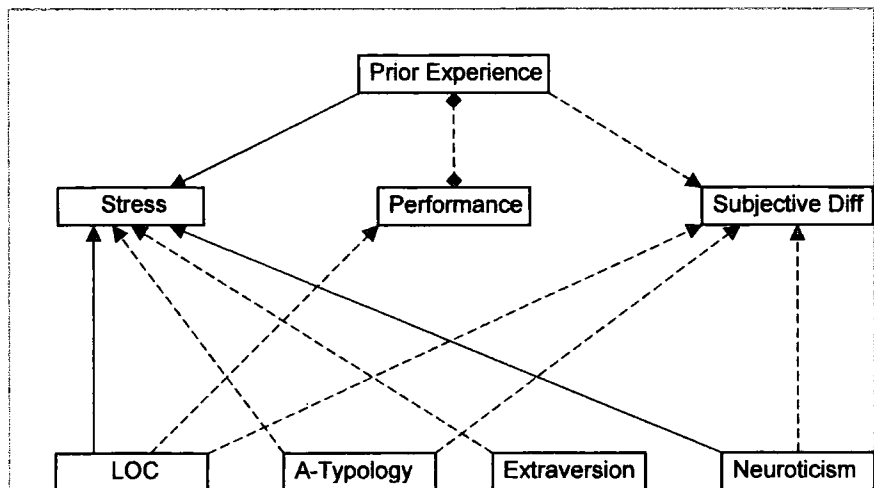 Prior Experience
Stress
Performance
Subjective Diff
LOC
A-Typology
Extraversion
Neuroticism